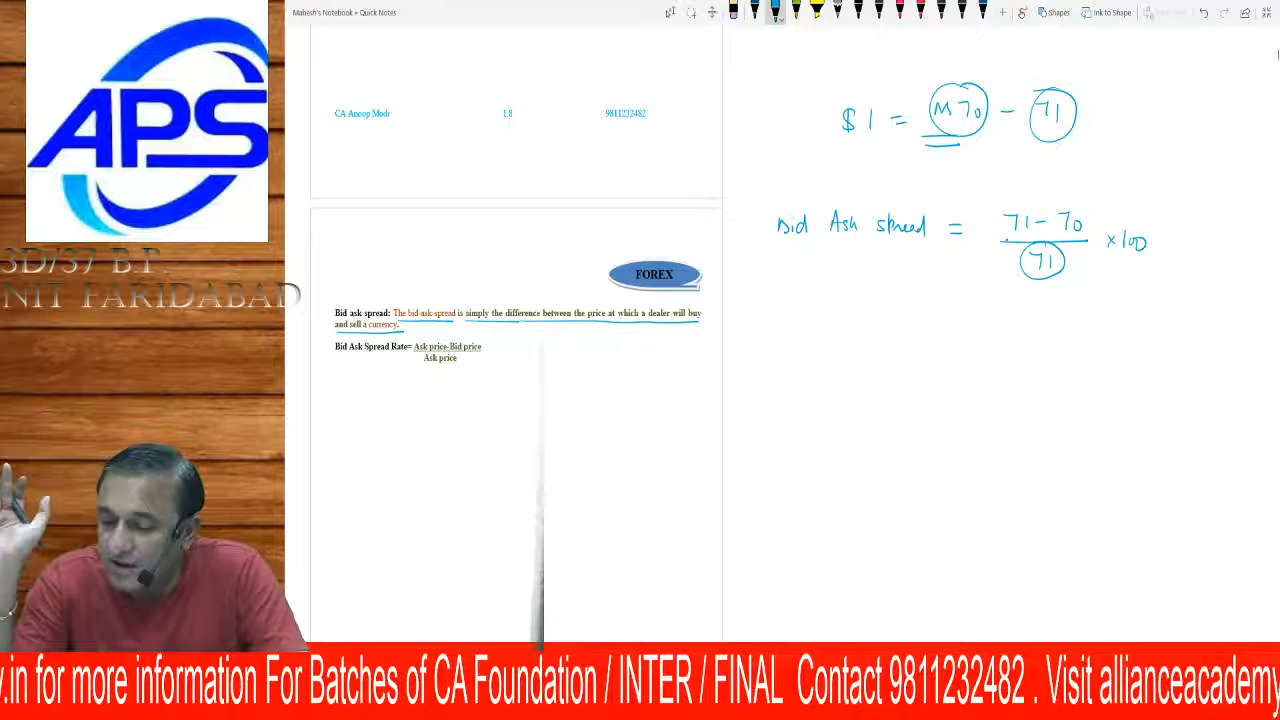 Mahesh's Notebook » Quick Notes
Shapes
Ink to Shape
APS
3D/37 B.P.
NIT FARIDABAD
CA Anoop Modi 1.8 9811232482
$ 1 = 70 - 71
FOREX
Bid Ask spread = 71 - 70 / 71 × 100
Bid ask spread: The bid-ask spread is simply the difference between the price at which a dealer will buy
and sell a currency.
Bid Ask Spread Rate= Ask price-Bid price
Ask price
y.in for more information For Batches of CA Foundation / INTER / FINAL Contact 9811232482 . Visit allianceacademy